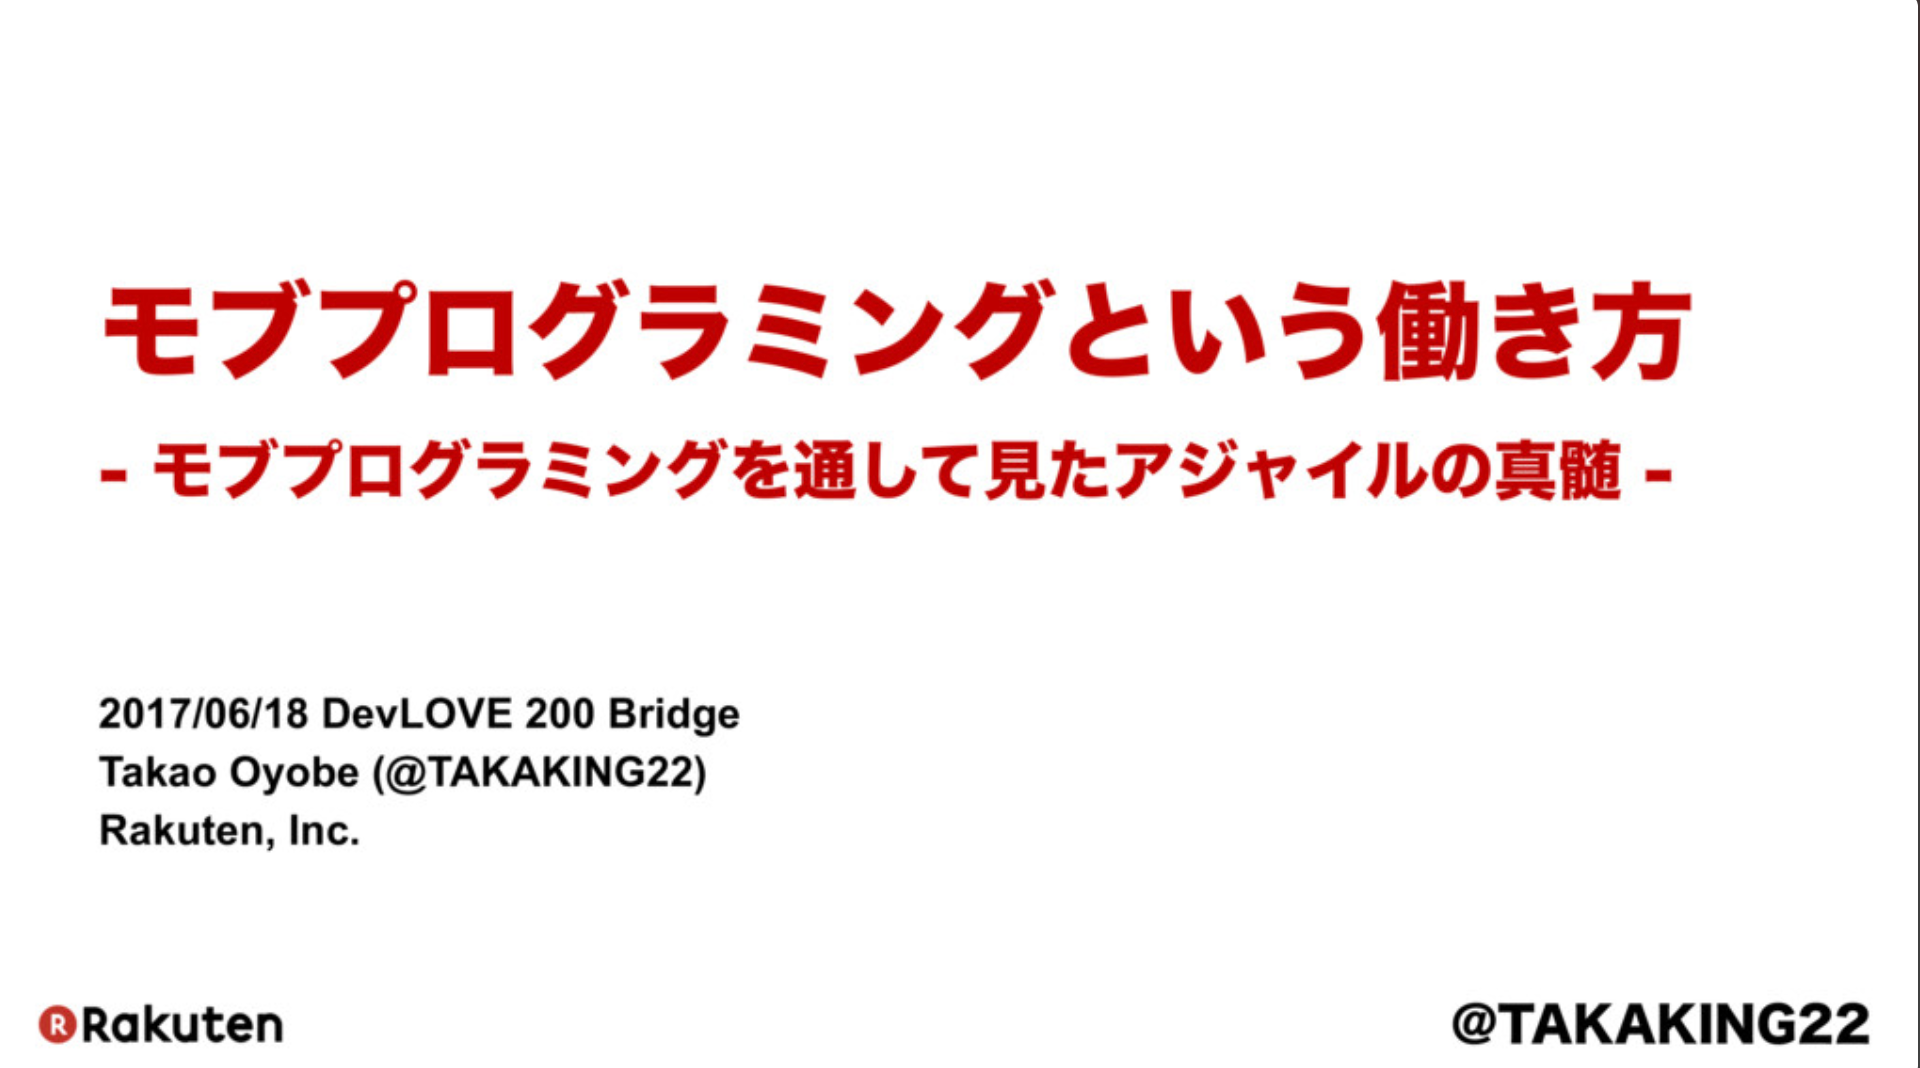 モブプログラミングという働き方
- モブプログラミングを通して見たアジャイルの真髄 -
2017/06/18 DevLOVE 200 Bridge
Takao Oyobe (@TAKAKING22)
Rakuten, Inc.
R Rakuten
@TAKAKING22